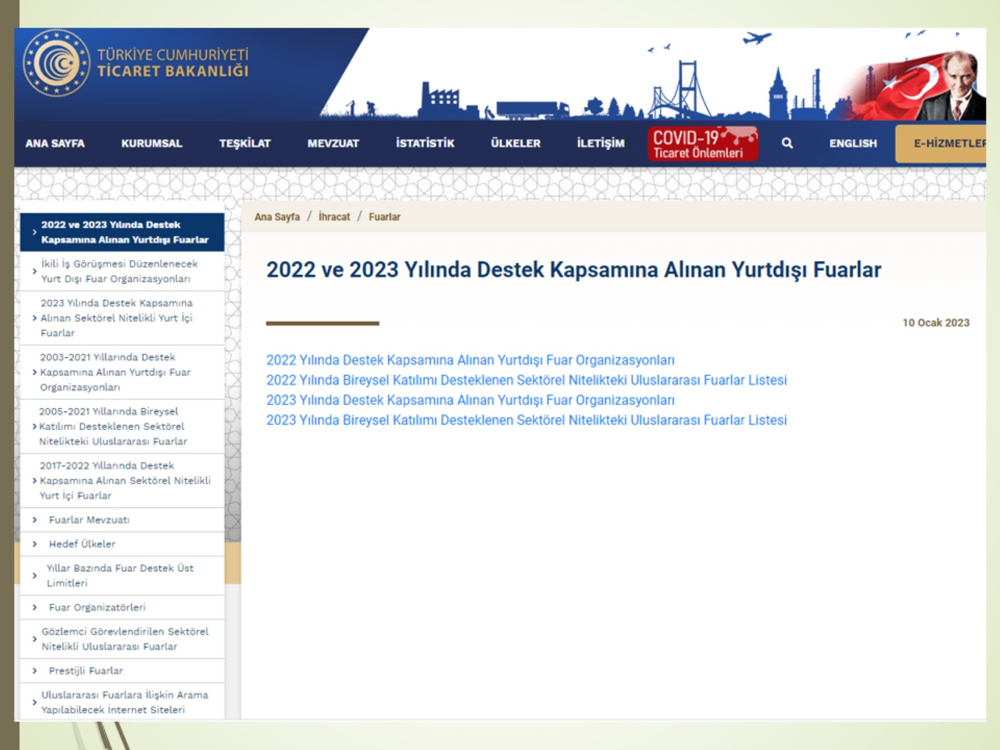 TÜRKİYE CUMHURİYETİ
TİCARET BAKANLIĞI
ANA SAYFA
KURUMSAL
TEŞKİLAT
MEVZUAT
İSTATİSTİK
ÜLKELER
İLETİŞİM
COVID-19
Ticaret Önlemleri
ENGLISH
E-HİZMETLER
2022 ve 2023 Yılında Destek
Kapsamına Alınan Yurtdışı Fuarlar
İkili İş Görüşmesi Düzenlenecek
Yurt Dışı Fuar Organizasyonları
2023 Yılında Destek Kapsamına
Alınan Sektörel Nitelikli Yurt İçi
Fuarlar
2003-2021 Yıllarında Destek
Kapsamına Alınan Yurtdışı Fuar
Organizasyonları
2005-2021 Yıllarında Bireysel
Katılımı Desteklenen Sektörel
Nitelikteki Uluslararası Fuarlar
2017-2022 Yıllarında Destek
Kapsamına Alınan Sektörel Nitelikli
Yurt İçi Fuarlar
Fuarlar Mevzuatı
Hedef Ülkeler
Yıllar Bazında Fuar Destek Üst
Limitleri
Fuar Organizatörleri
Gözlemci Görevlendirilen Sektörel
Nitelikli Uluslararası Fuarlar
Prestijli Fuarlar
Uluslararası Fuarlara İlişkin Arama
Yapılabilecek İnternet Siteleri
Ana Sayfa / İhracat / Fuarlar
2022 ve 2023 Yılında Destek Kapsamına Alınan Yurtdışı Fuarlar
10 Ocak 2023
2022 Yılında Destek Kapsamına Alınan Yurtdışı Fuar Organizasyonları
2022 Yılında Bireysel Katılımı Desteklenen Sektörel Nitelikteki Uluslararası Fuarlar Listesi
2023 Yılında Destek Kapsamına Alınan Yurtdışı Fuar Organizasyonları
2023 Yılında Bireysel Katılımı Desteklenen Sektörel Nitelikteki Uluslararası Fuarlar Listesi